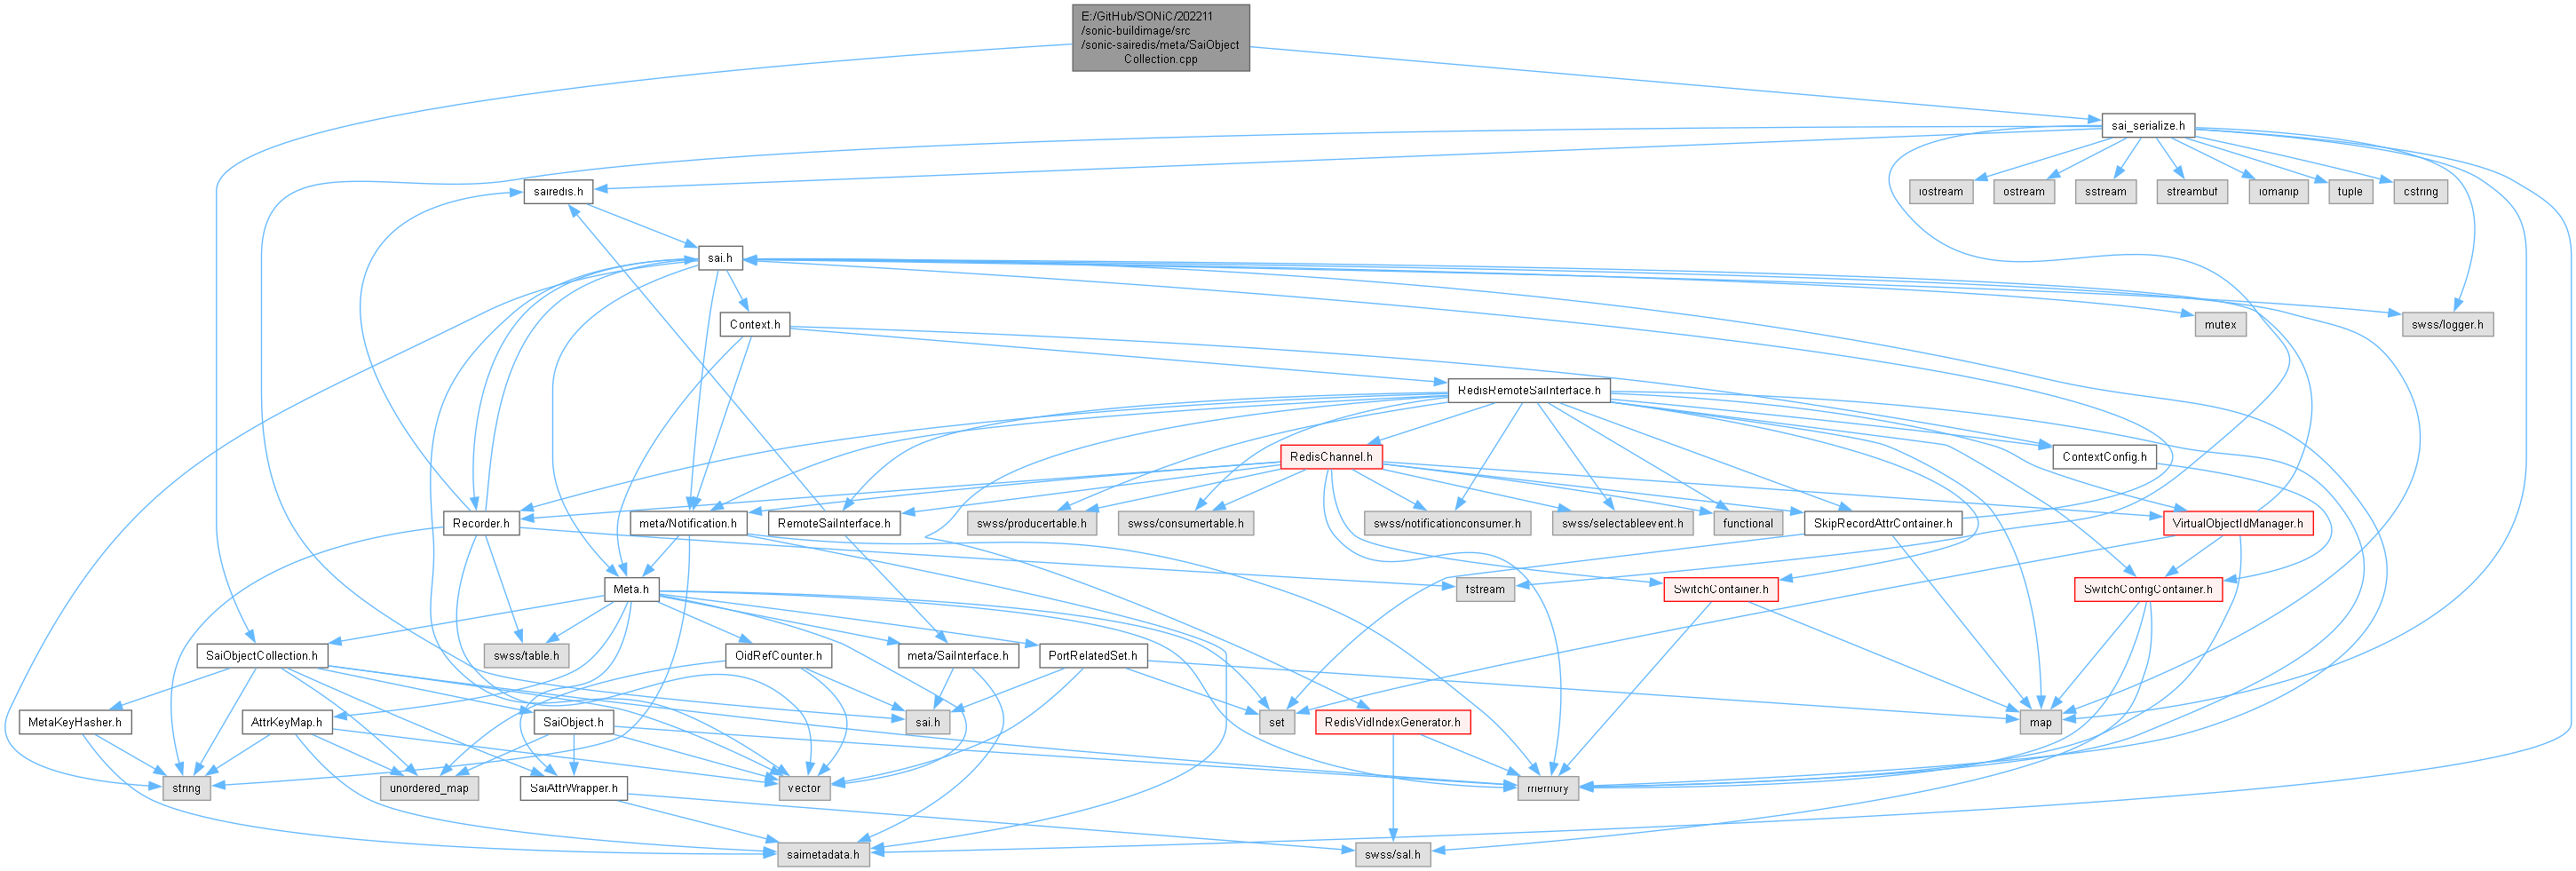 E:/GitHub/SONiC/202211
/sonic-buildimage/src
/sonic-sairedis/meta/SaiObject
Collection.cpp
sai_serialize.h
sairedis.h
iostream
ostream
sstream
streambuf
iomanip
tuple
cstring
sai.h
Context.h
mutex
swss/logger.h
RedisRemoteSaiInterface.h
RedisChannel.h
ContextConfig.h
Recorder.h
meta/Notification.h
RemoteSaiInterface.h
swss/producertable.h
swss/consumertable.h
swss/notificationconsumer.h
swss/selectableevent.h
functional
SkipRecordAttrContainer.h
VirtualObjectIdManager.h
Meta.h
fstream
SwitchContainer.h
SwitchConfigContainer.h
SaiObjectCollection.h
swss/table.h
OidRefCounter.h
meta/SaiInterface.h
PortRelatedSet.h
MetaKeyHasher.h
AttrKeyMap.h
SaiObject.h
sai.h
set
RedisVidIndexGenerator.h
map
string
unordered_map
SaiAttrWrapper.h
vector
memory
saimetadata.h
swss/sal.h